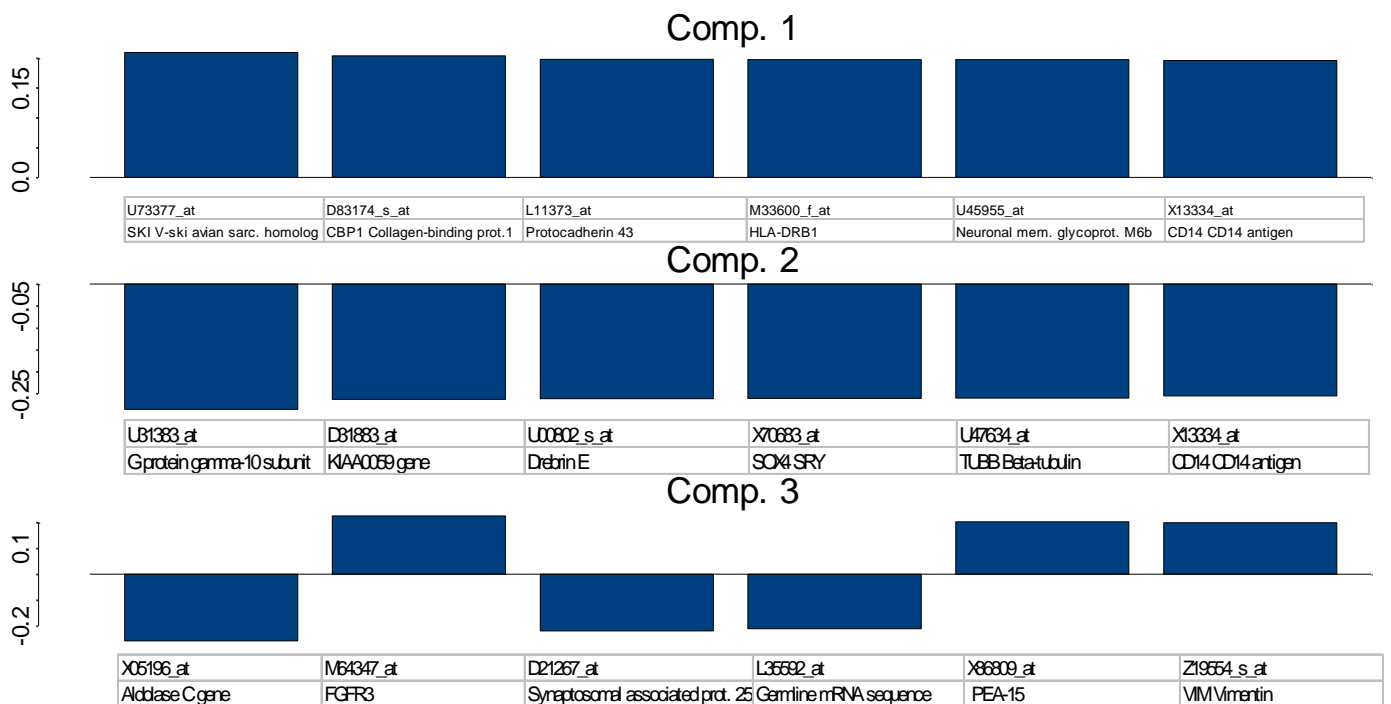 Comp. 1
0.15
0.0
U73377_at D83174_s_at L11373_at M33600_f_at U45955_at X13334_at
SKI V-ski avian sarc. homolog CBP1 Collagen-binding prot.1 Protocadherin 43 HLA-DRB1 Neuronal mem. glycoprot. M6b CD14 CD14 antigen
Comp. 2
-0.05
-0.25
U31383_at D31883_at U00802_s_at X70683_at U47634_at X13334_at
G protein gamma-10 subunit KIAA0059 gene Drebrin E SOX4 SRY TUBB Beta-tubulin CD14 CD14 antigen
Comp. 3
0.1
-0.2
X05196_at M64347_at D21267_at L35592_at X86809_at Z19554_s_at
Aldolase C gene FGFR3 Synaptosomal associated prot. 25 Germline mRNA sequence PEA-15 VIM Vimentin